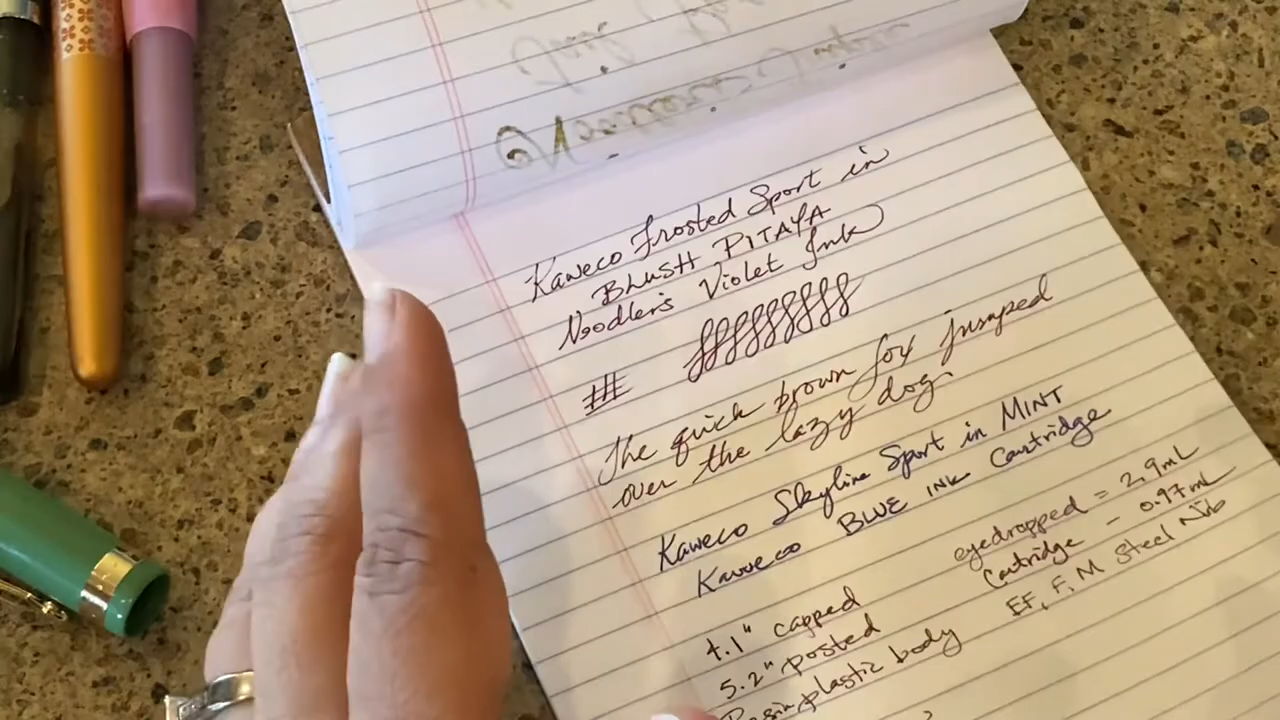 Kaweco Frosted Sport in
BLUSH PITAYA
Noodler's Violet Ink
The quick brown fox jumped
over the lazy dog.
Kaweco Skyline Sport in MINT
Kaweco BLUE INK Cartridge
eyedropped = 2.9mL
Cartridge - 0.97mL
EF, F, M Steel Nib
4.1" capped
5.2" posted
Resin plastic body